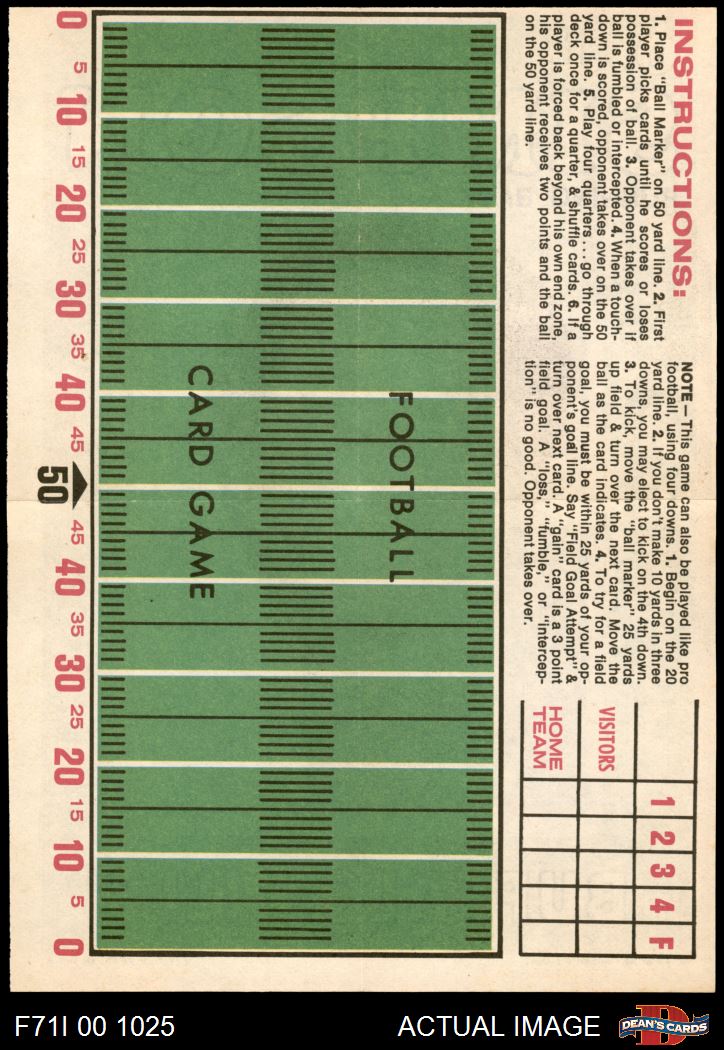 INSTRUCTIONS:
1. Place "Ball Marker" on 50 yard line. 2. First
player picks cards until he scores or loses
possession of ball. 3. Opponent takes over if
ball is fumbled or intercepted. 4. When a touch-
down is scored, opponent takes over on the 50
yard line. 5. Play four quarters...go through
deck once for a quarter, & shuffle cards. 6. If a
player is forced back beyond his own end zone,
his opponent receives two points and the ball
on the 50 yard line.
NOTE — This game can also be played like pro
football, using four downs. 1. Begin on the 20
yard line. 2. If you don't make 10 yards in three
downs, you may elect to kick on the 4th down.
3. To kick, move the "ball marker" 25 yards
up field & turn over the next card. Move the
ball as the card indicates. 4. To try for a field
goal, you must be within 25 yards of your op-
ponent's goal line. Say "Field Goal Attempt" &
turn over next card. A "gain" card is a 3 point
field goal. A "loss," "fumble," or "intercep-
tion" is no good. Opponent takes over.
1 2 3 4 F
VISITORS
HOME
TEAM
FOOTBALL
CARD GAME
0 5 10 15 20 25 30 35 40 45 50 45 40 35 30 25 20 15 10 5 0
F71I 00 1025
ACTUAL IMAGE
D
DEAN'S CARDS